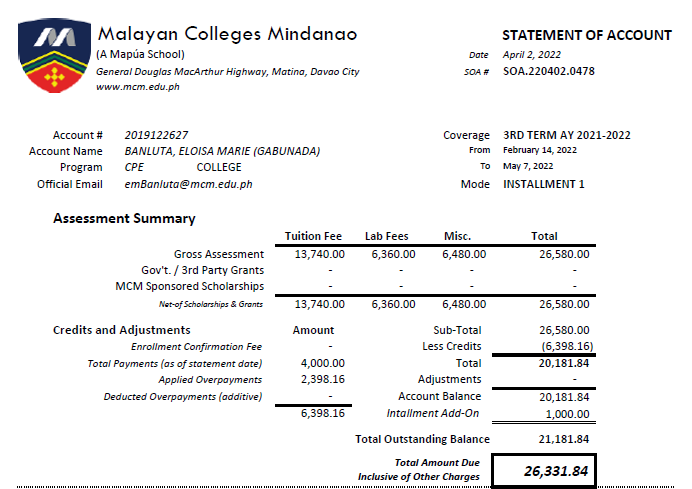 Malayan Colleges Mindanao
STATEMENT OF ACCOUNT
(A Mapúa School)
Date April 2, 2022
General Douglas MacArthur Highway, Matina, Davao City
SOA # SOA.220402.0478
www.mcm.edu.ph
Account # 2019122627 Coverage 3RD TERM AY 2021-2022
Account Name BANLUTA, ELOISA MARIE (GABUNADA) From February 14, 2022
Program CPE COLLEGE To May 7, 2022
Official Email emBanluta@mcm.edu.ph Mode INSTALLMENT 1
Assessment Summary
Tuition Fee Lab Fees Misc. Total
Gross Assessment 13,740.00 6,360.00 6,480.00 26,580.00
Gov't. / 3rd Party Grants - - - -
MCM Sponsored Scholarships - - - -
Net-of Scholarships & Grants 13,740.00 6,360.00 6,480.00 26,580.00
Credits and Adjustments Amount Sub-Total 26,580.00
Enrollment Confirmation Fee - Less Credits (6,398.16)
Total Payments (as of statement date) 4,000.00 Total 20,181.84
Applied Overpayments 2,398.16 Adjustments -
Deducted Overpayments (additive) - Account Balance 20,181.84
6,398.16 Intallment Add-On 1,000.00
Total Outstanding Balance 21,181.84
Total Amount Due
Inclusive of Other Charges 26,331.84